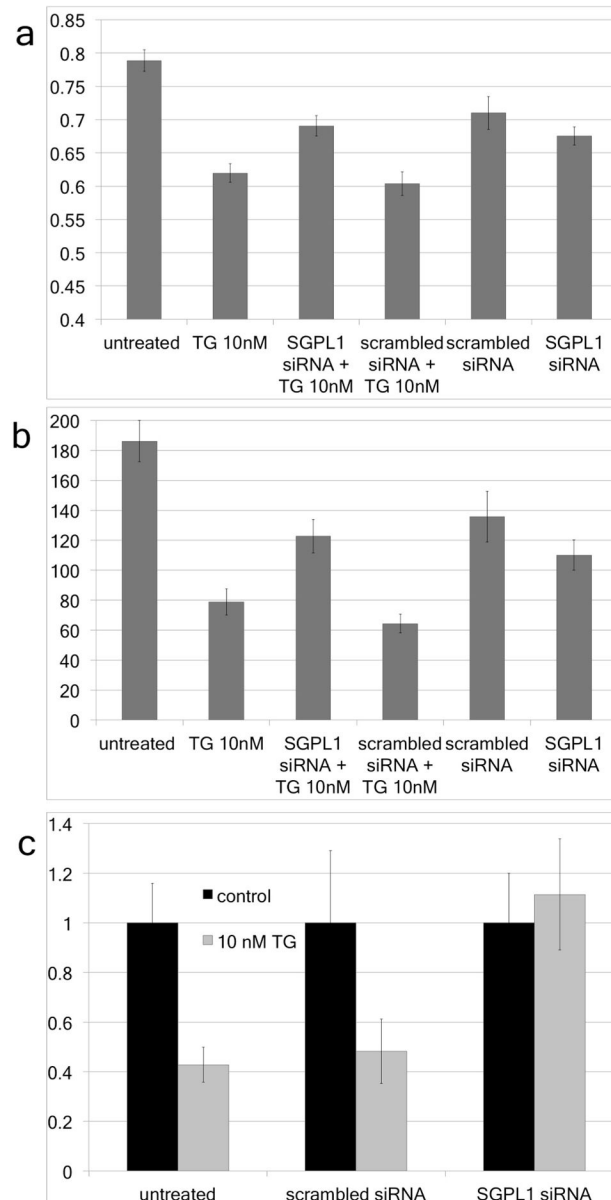 a
0.85
0.8
0.75
0.7
0.65
0.6
0.55
0.5
0.45
0.4
untreated TG 10nM SGPL1 scrambled scrambled SGPL1
siRNA + siRNA + siRNA siRNA
TG 10nM TG 10nM
b
200
180
160
140
120
100
80
60
40
20
0
untreated TG 10nM SGPL1 scrambled scrambled SGPL1
siRNA + siRNA + siRNA siRNA
TG 10nM TG 10nM
c
1.4
1.2
1
0.8
0.6
0.4
0.2
0
control
10 nM TG
untreated scrambled siRNA SGPL1 siRNA